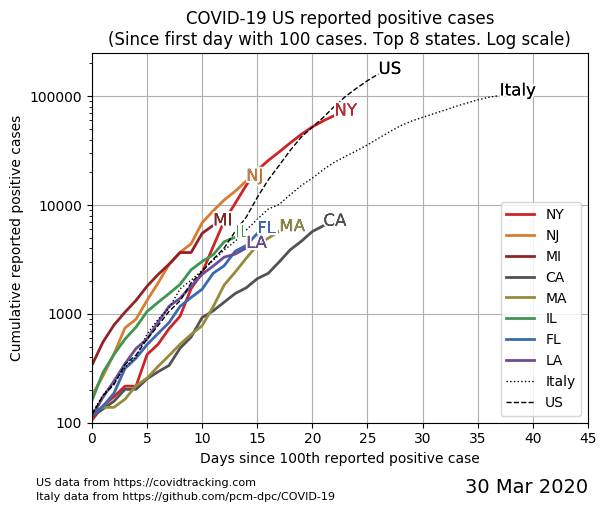 COVID-19 US reported positive cases
(Since first day with 100 cases. Top 8 states. Log scale)
Cumulative reported positive cases
100000
10000
1000
100
US
Italy
NY
NJ
MI
IL
FL
MA
CA
LA
NY
NJ
MI
CA
MA
IL
FL
LA
Italy
US
0 5 10 15 20 25 30 35 40 45
Days since 100th reported positive case
US data from https://covidtracking.com
Italy data from https://github.com/pcm-dpc/COVID-19
30 Mar 2020